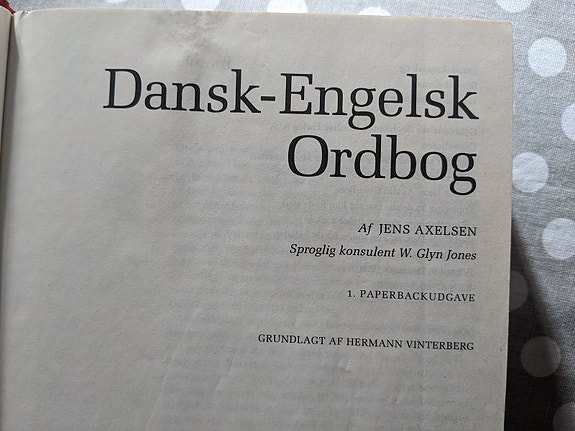 Dansk-Engelsk
Ordbog
Af JENS AXELSEN
Sproglig konsulent W. Glyn Jones
1. PAPERBACKUDGAVE
GRUNDLAGT AF HERMANN VINTERBERG